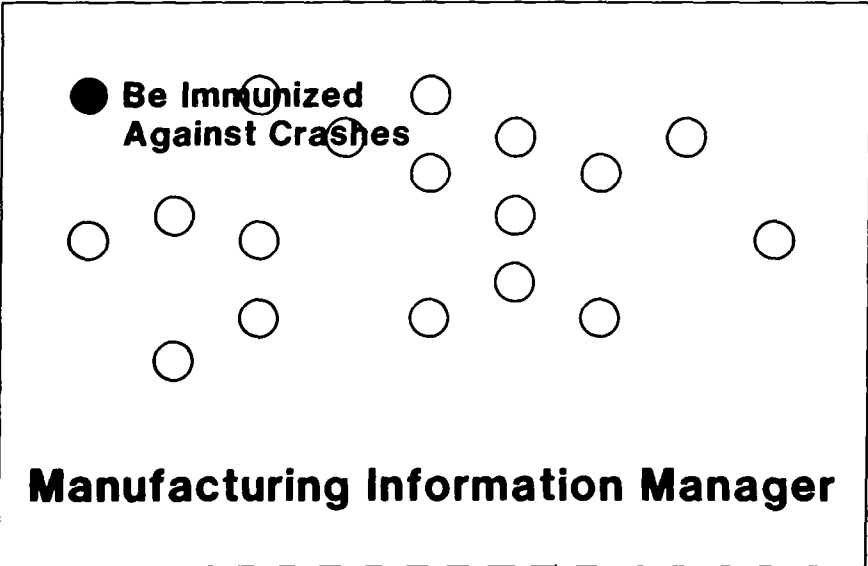 Be Immunized
Against Crashes
Manufacturing Information Manager